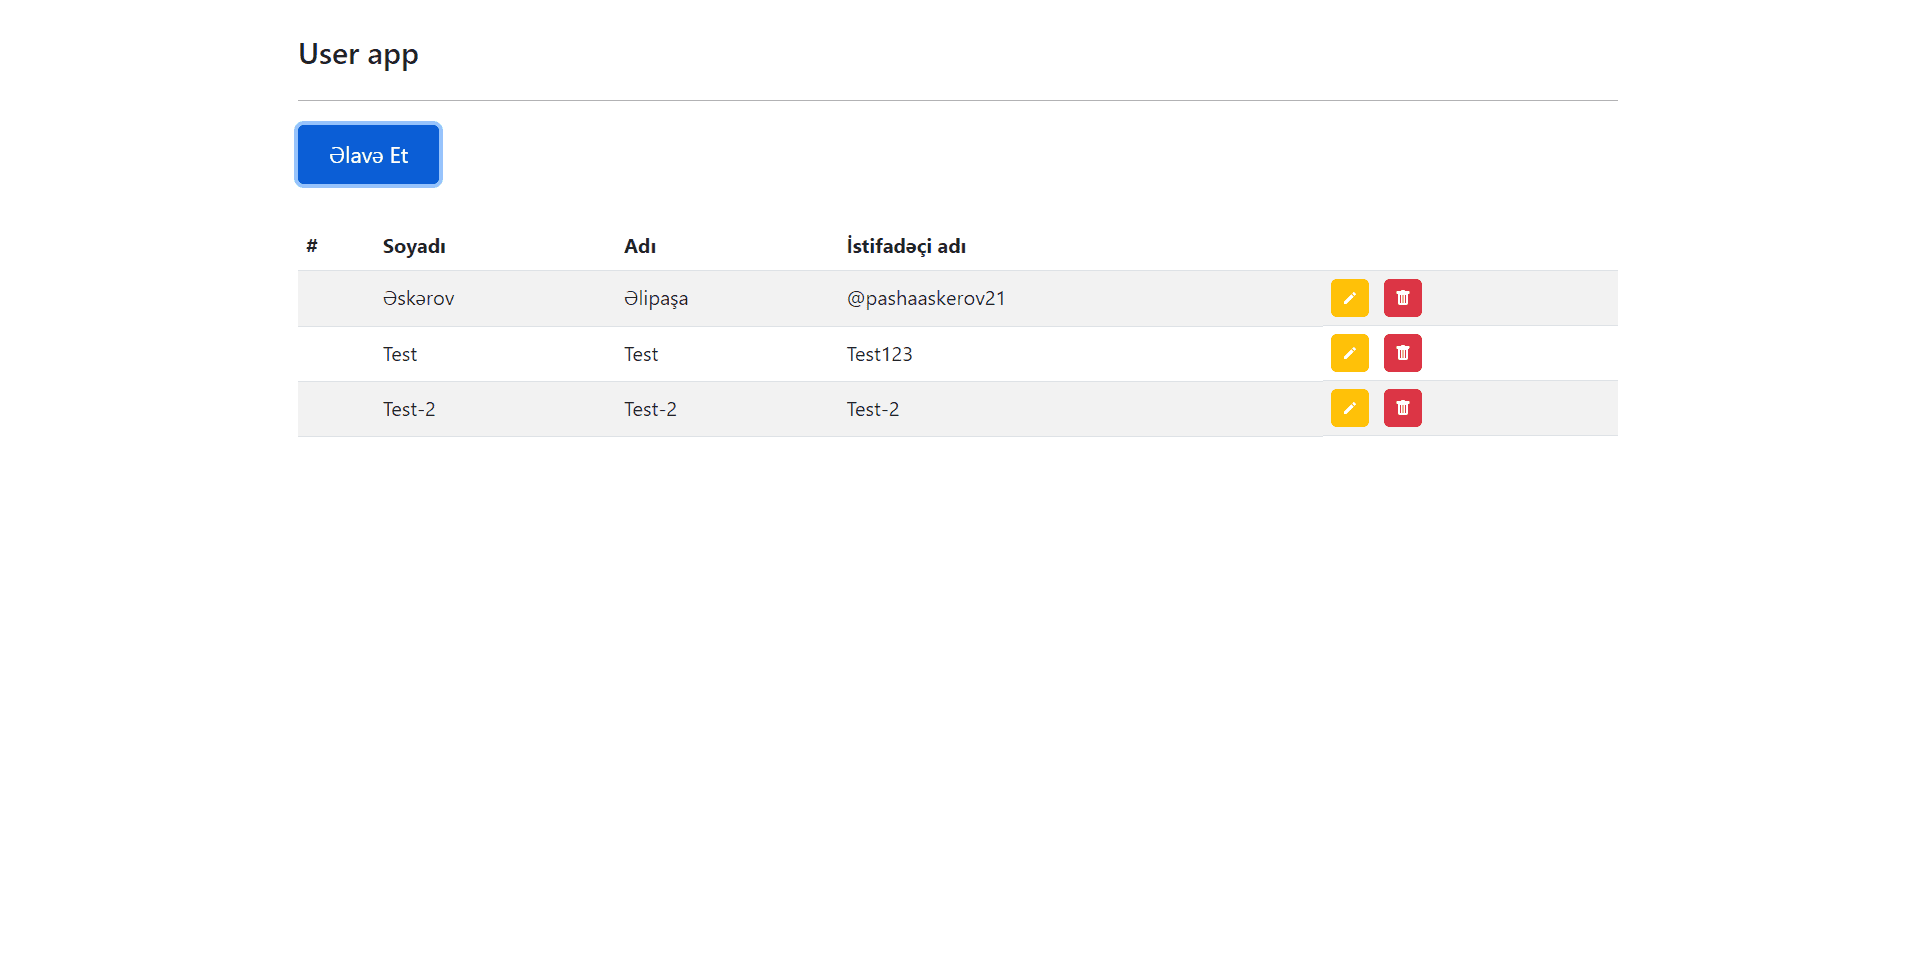 User app
Əlavə Et
# Soyadı Adı İstifadəçi adı
Əskərov Əlipaşa @pashaaskerov21
Test Test Test123
Test-2 Test-2 Test-2